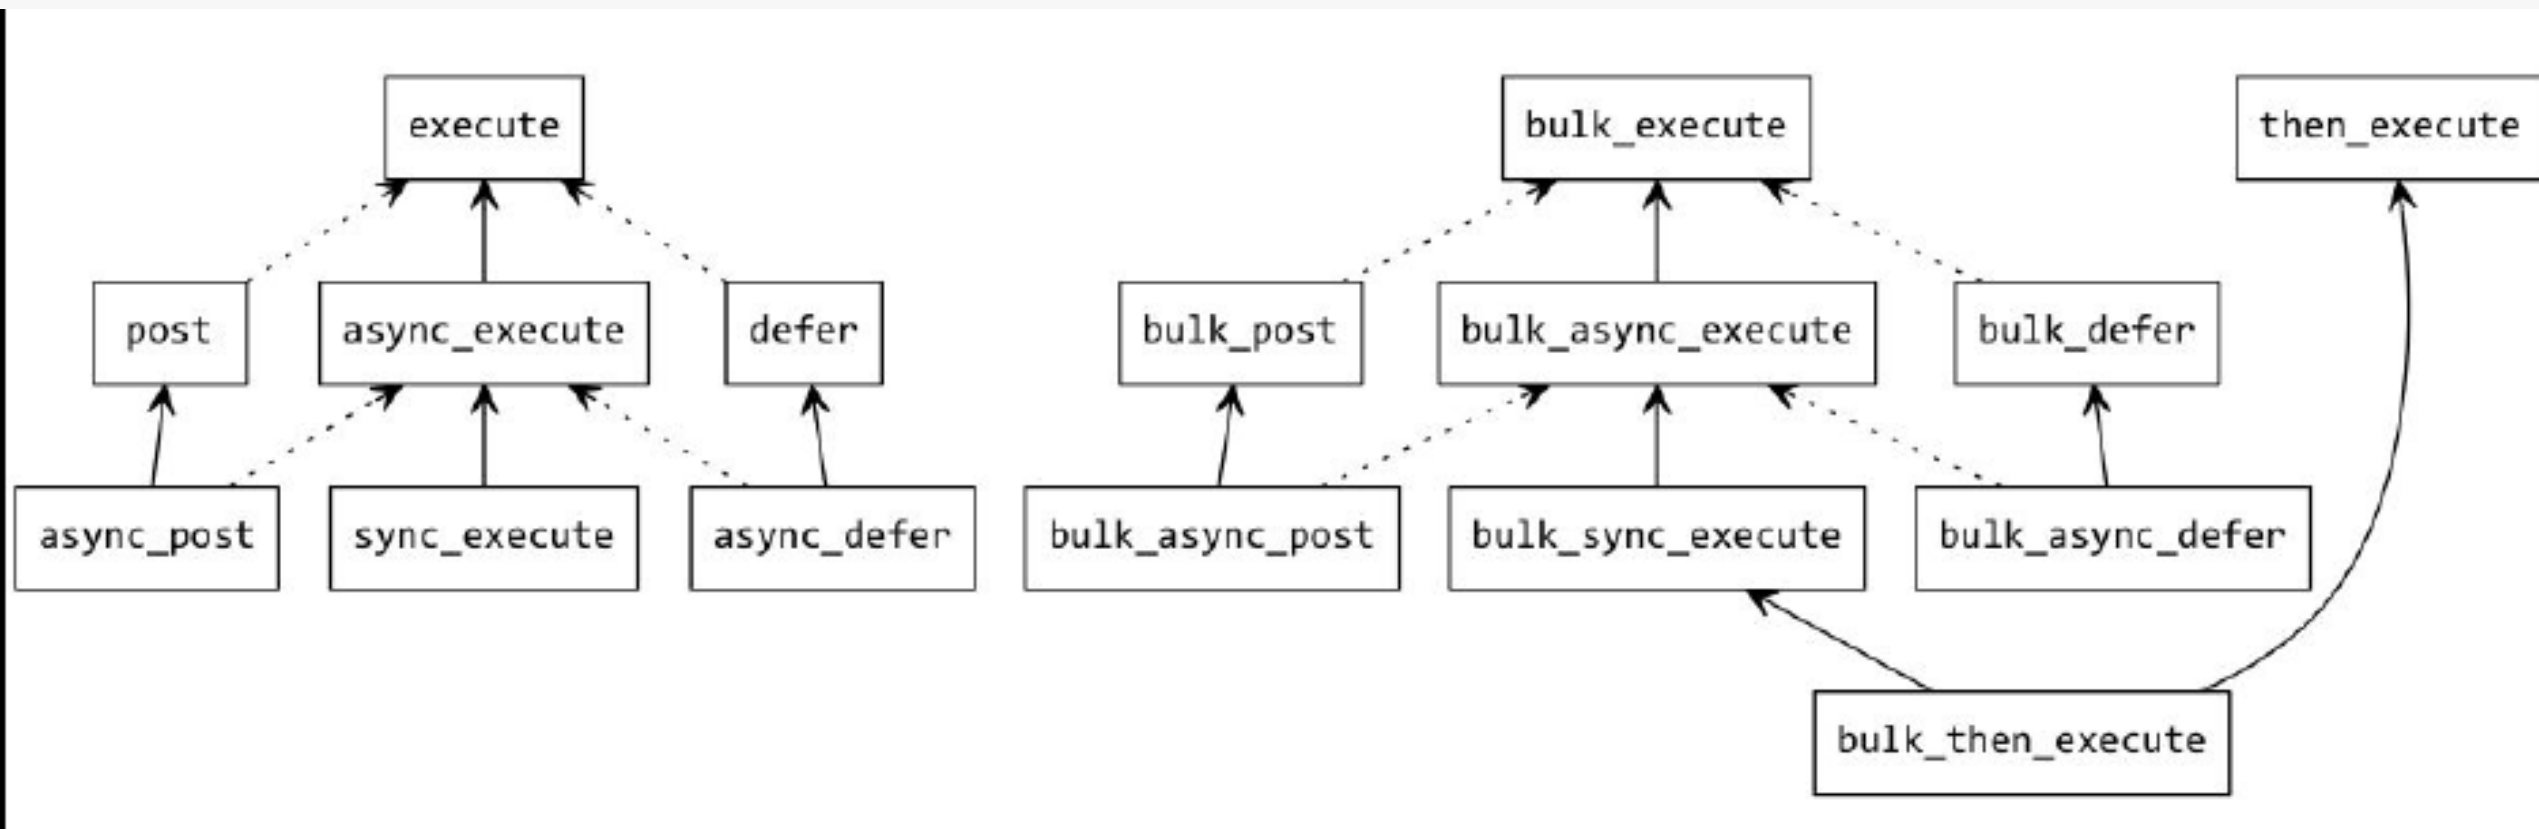 execute
bulk_execute
then_execute
post
async_execute
defer
bulk_post
bulk_async_execute
bulk_defer
async_post
sync_execute
async_defer
bulk_async_post
bulk_sync_execute
bulk_async_defer
bulk_then_execute